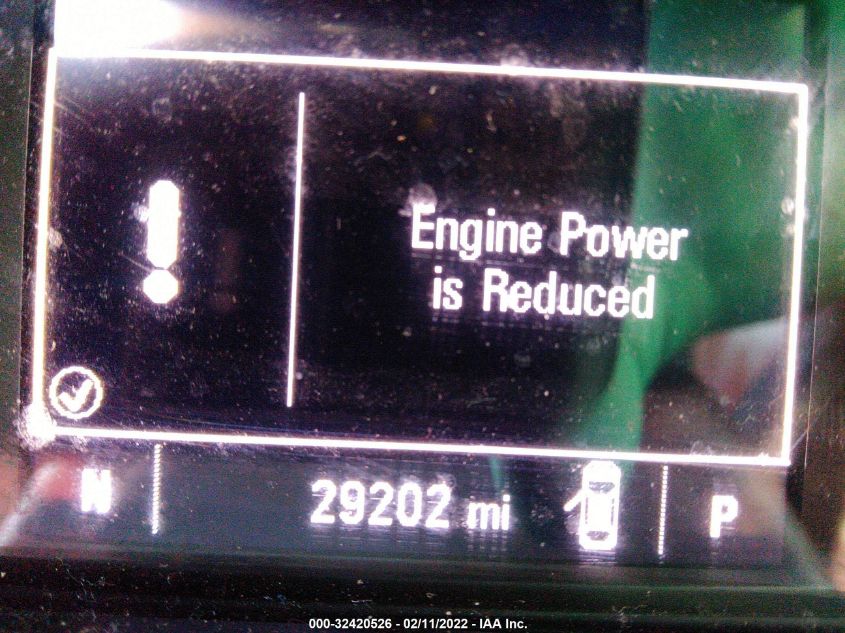 Engine Power
is Reduced
N
29202 mi
P
000-32420526 - 02/11/2022 - IAA Inc.